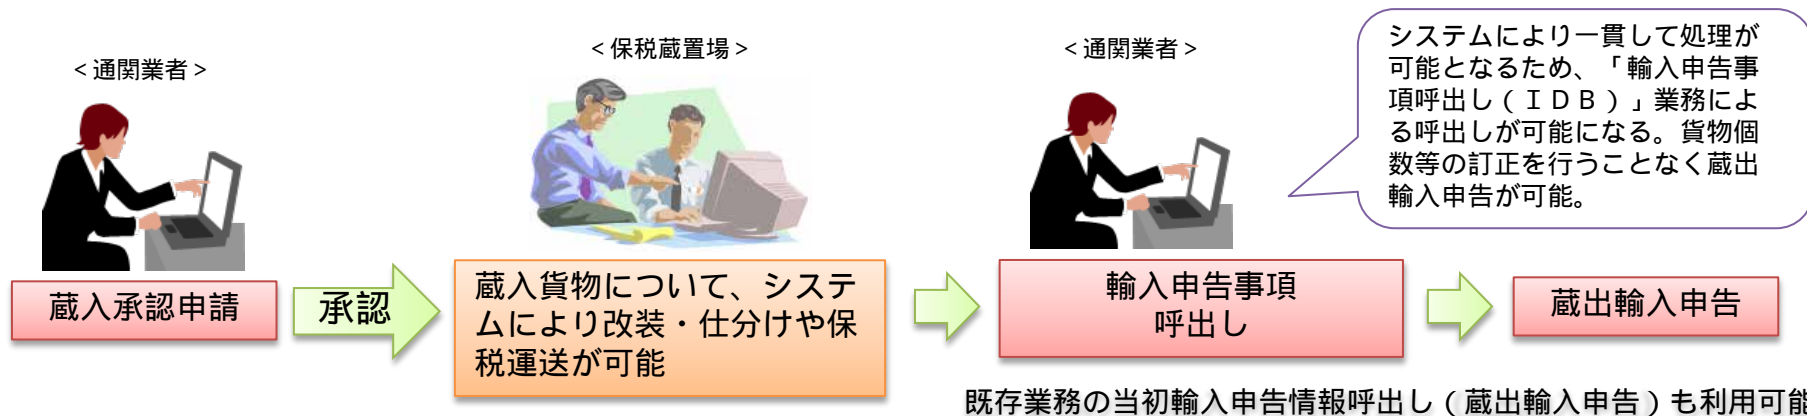 <通関業者>
蔵入承認申請
承認
<保税蔵置場>
蔵入貨物について、システ
ムにより改装・仕分けや保
税運送が可能
<通関業者>
輸入申告事項
呼出し
システムにより一貫して処理が
可能となるため、「輸入申告事
項呼出し(IDB)」業務によ
る呼出しが可能になる。貨物個
数等の訂正を行うことなく蔵出
輸入申告が可能。
蔵出輸入申告
既存業務の当初輸入申告情報呼出し(蔵出輸入申告)も利用可能